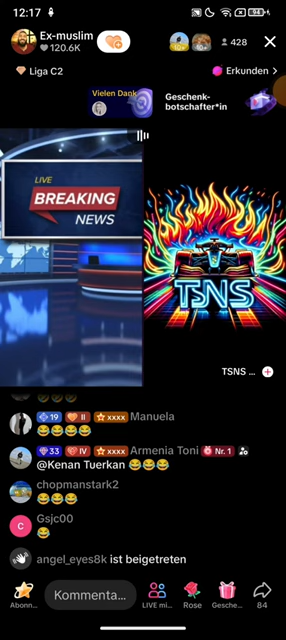 12:17
94
Ex-muslim
120.6K
428
Liga C2
Erkunden
Vielen Dank
Geschenk-
botschafter*in
LIVE
BREAKING
NEWS
TSNS
TSNS ...
19 II xxxx Manuela
😂😂😂😂
33 IV xxxx Armenia Toni Nr. 1
@Kenan Tuerkan 😂😂😂
chopmanstark2
😂😂😂
Gsjc00
😂
angel_eyes8k ist beigetreten
Abonn...
Kommenta...
LIVE mi...
Rose
Gesche...
84